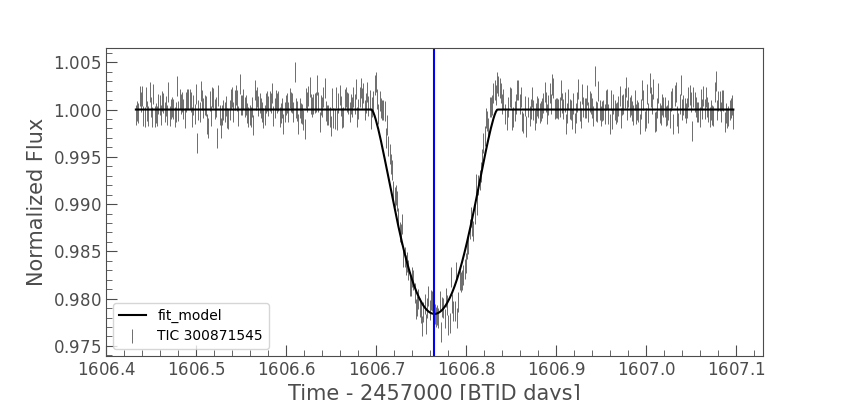 1.005
1.000
0.995
0.990
0.985
0.980
0.975
Normalized Flux
fit_model
TIC 300871545
1606.4 1606.5 1606.6 1606.7 1606.8 1606.9 1607.0 1607.1
Time - 2457000 [BTJD days]